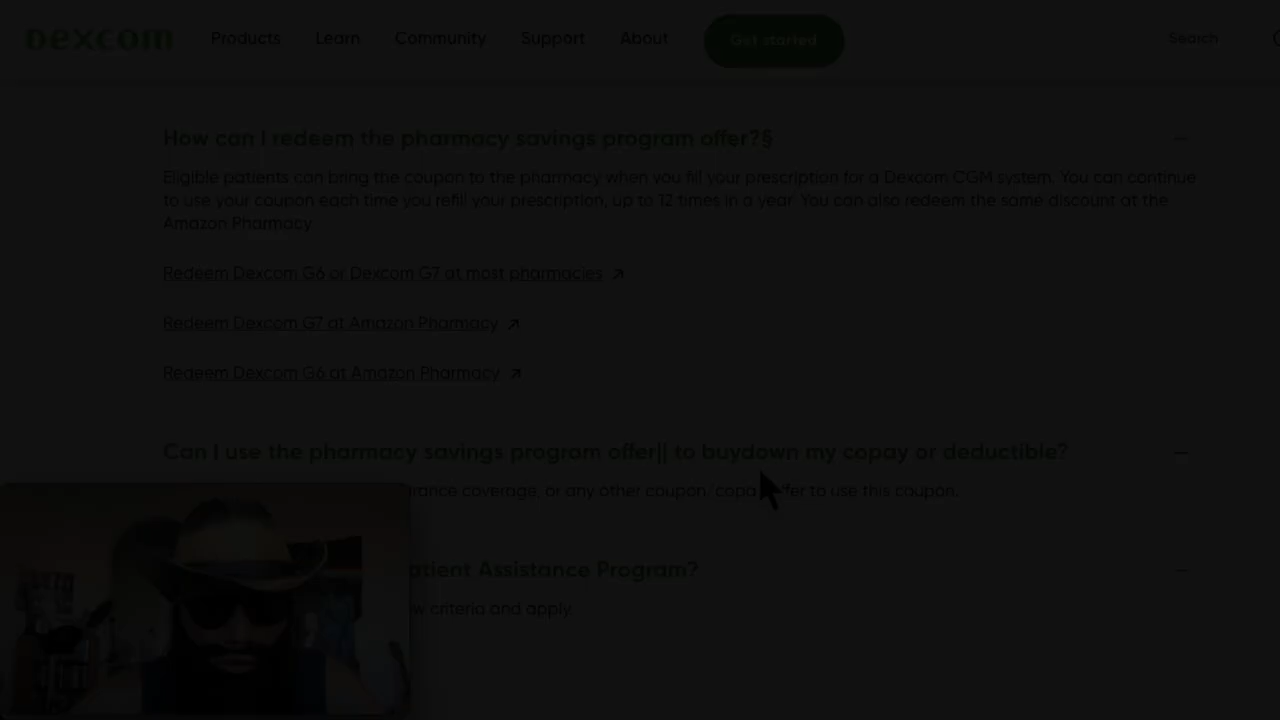 Dexcom Products Learn Community Support About Get started Search
How can I redeem the pharmacy savings program offer?§
Eligible patients can bring the coupon to the pharmacy when you fill your prescription for a Dexcom CGM system. You can continue
to use your coupon each time you refill your prescription, up to 12 times in a year. You can also redeem the same discount at the
Amazon Pharmacy.
Redeem Dexcom G6 or Dexcom G7 at most pharmacies
Redeem Dexcom G7 at Amazon Pharmacy
Redeem Dexcom G6 at Amazon Pharmacy
Can I use the pharmacy savings program offer|| to buydown my copay or deductible?
coverage, or any other coupon/copay offer to use this coupon.
Assistance Program?
criteria and apply.